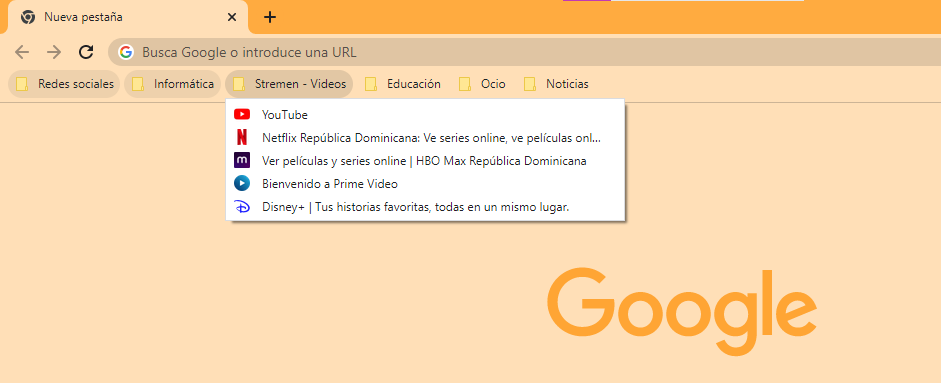 Nueva pestaña
Busca Google o introduce una URL
Redes sociales Informática Stremen - Videos Educación Ocio Noticias
YouTube
Netflix República Dominicana: Ve series online, ve películas onl...
Ver películas y series online | HBO Max República Dominicana
Bienvenido a Prime Video
Disney+ | Tus historias favoritas, todas en un mismo lugar.
Google